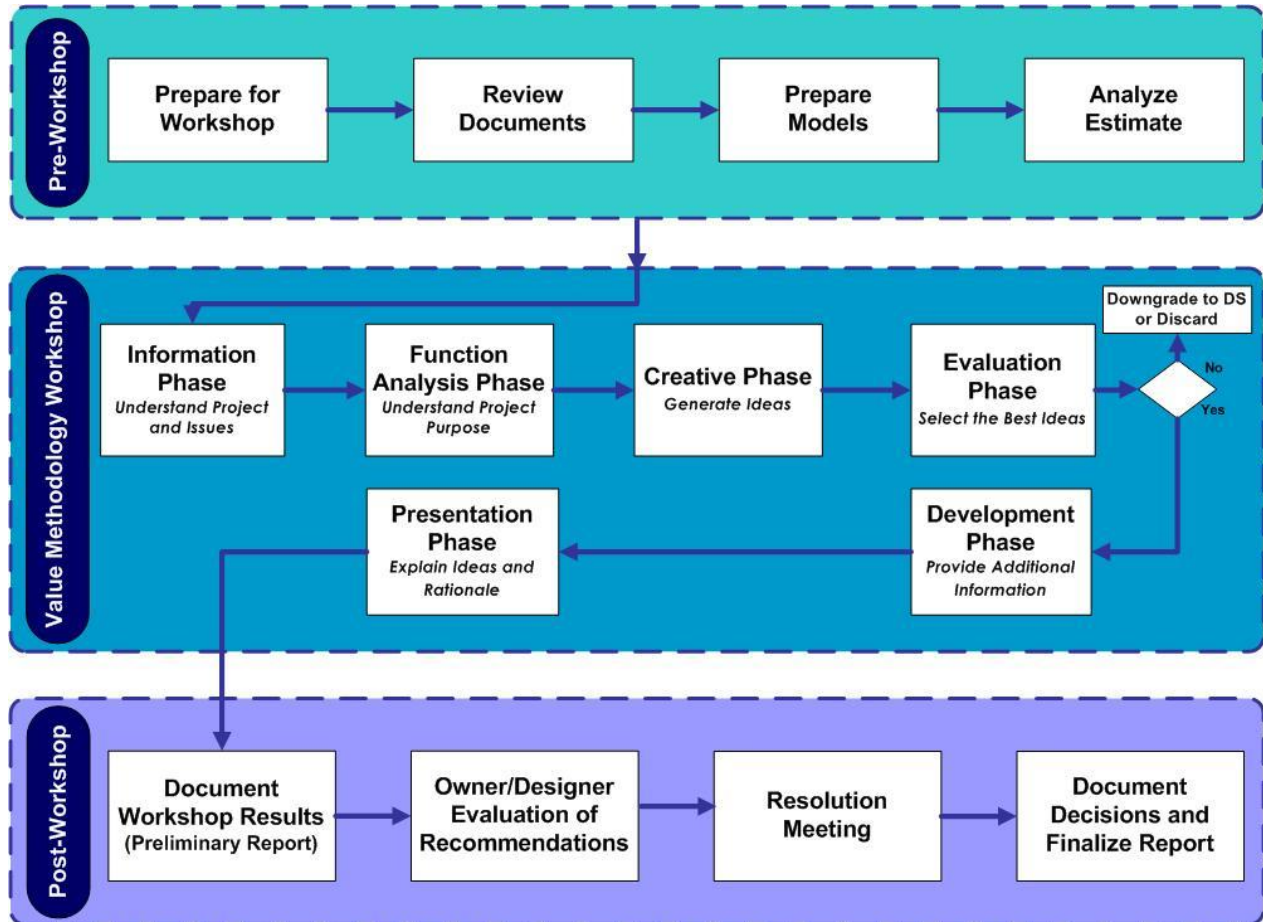 Pre-Workshop
Prepare for
Workshop
Review
Documents
Prepare
Models
Analyze
Estimate
Value Methodology Workshop
Information
Phase
Understand Project
and Issues
Function
Analysis Phase
Understand Project
Purpose
Creative Phase
Generate Ideas
Evaluation
Phase
Select the Best Ideas
Downgrade to DS
or Discard
No
Yes
Presentation
Phase
Explain Ideas and
Rationale
Development
Phase
Provide Additional
Information
Post-Workshop
Document
Workshop Results
(Preliminary Report)
Owner/Designer
Evaluation of
Recommendations
Resolution
Meeting
Document
Decisions and
Finalize Report